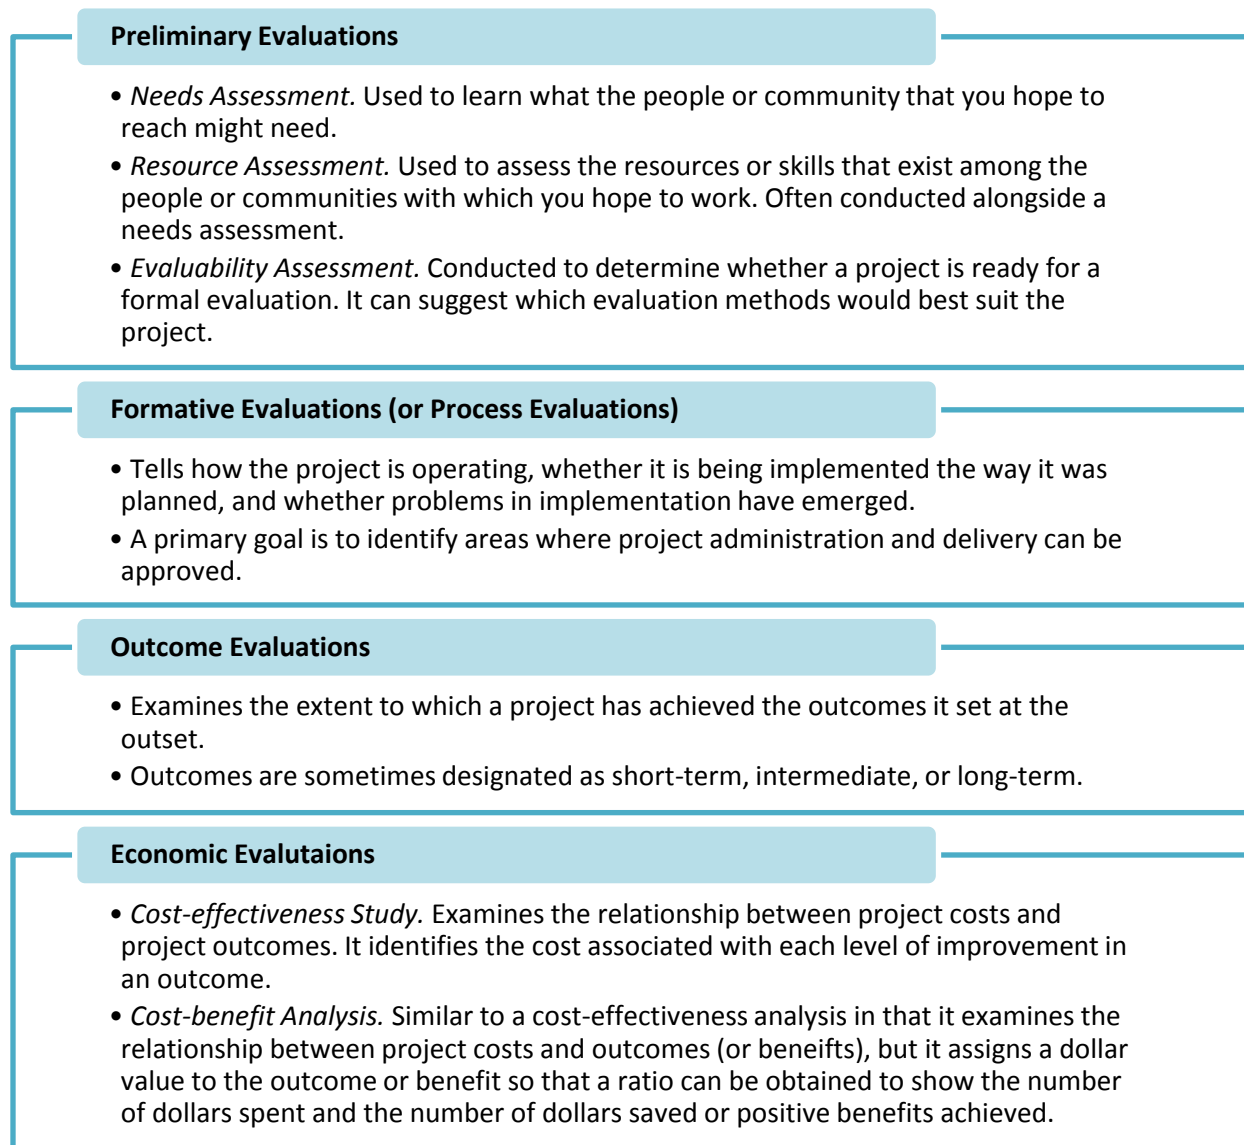 Preliminary Evaluations
• Needs Assessment. Used to learn what the people or community that you hope to
reach might need.
• Resource Assessment. Used to assess the resources or skills that exist among the
people or communities with which you hope to work. Often conducted alongside a
needs assessment.
• Evaluability Assessment. Conducted to determine whether a project is ready for a
formal evaluation. It can suggest which evaluation methods would best suit the
project.
Formative Evaluations (or Process Evaluations)
• Tells how the project is operating, whether it is being implemented the way it was
planned, and whether problems in implementation have emerged.
• A primary goal is to identify areas where project administration and delivery can be
approved.
Outcome Evaluations
• Examines the extent to which a project has achieved the outcomes it set at the
outset.
• Outcomes are sometimes designated as short-term, intermediate, or long-term.
Economic Evalutaions
• Cost-effectiveness Study. Examines the relationship between project costs and
project outcomes. It identifies the cost associated with each level of improvement in
an outcome.
• Cost-benefit Analysis. Similar to a cost-effectiveness analysis in that it examines the
relationship between project costs and outcomes (or beneifts), but it assigns a dollar
value to the outcome or benefit so that a ratio can be obtained to show the number
of dollars spent and the number of dollars saved or positive benefits achieved.